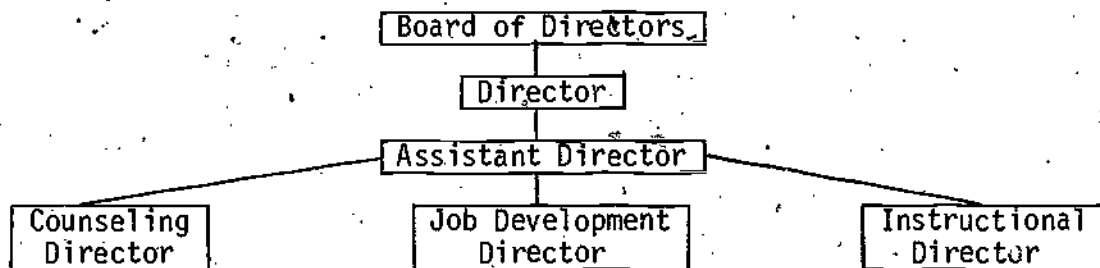 Board of Directors
Director
Assistant Director
Counseling
Director
Job Development
Director
Instructional
Director